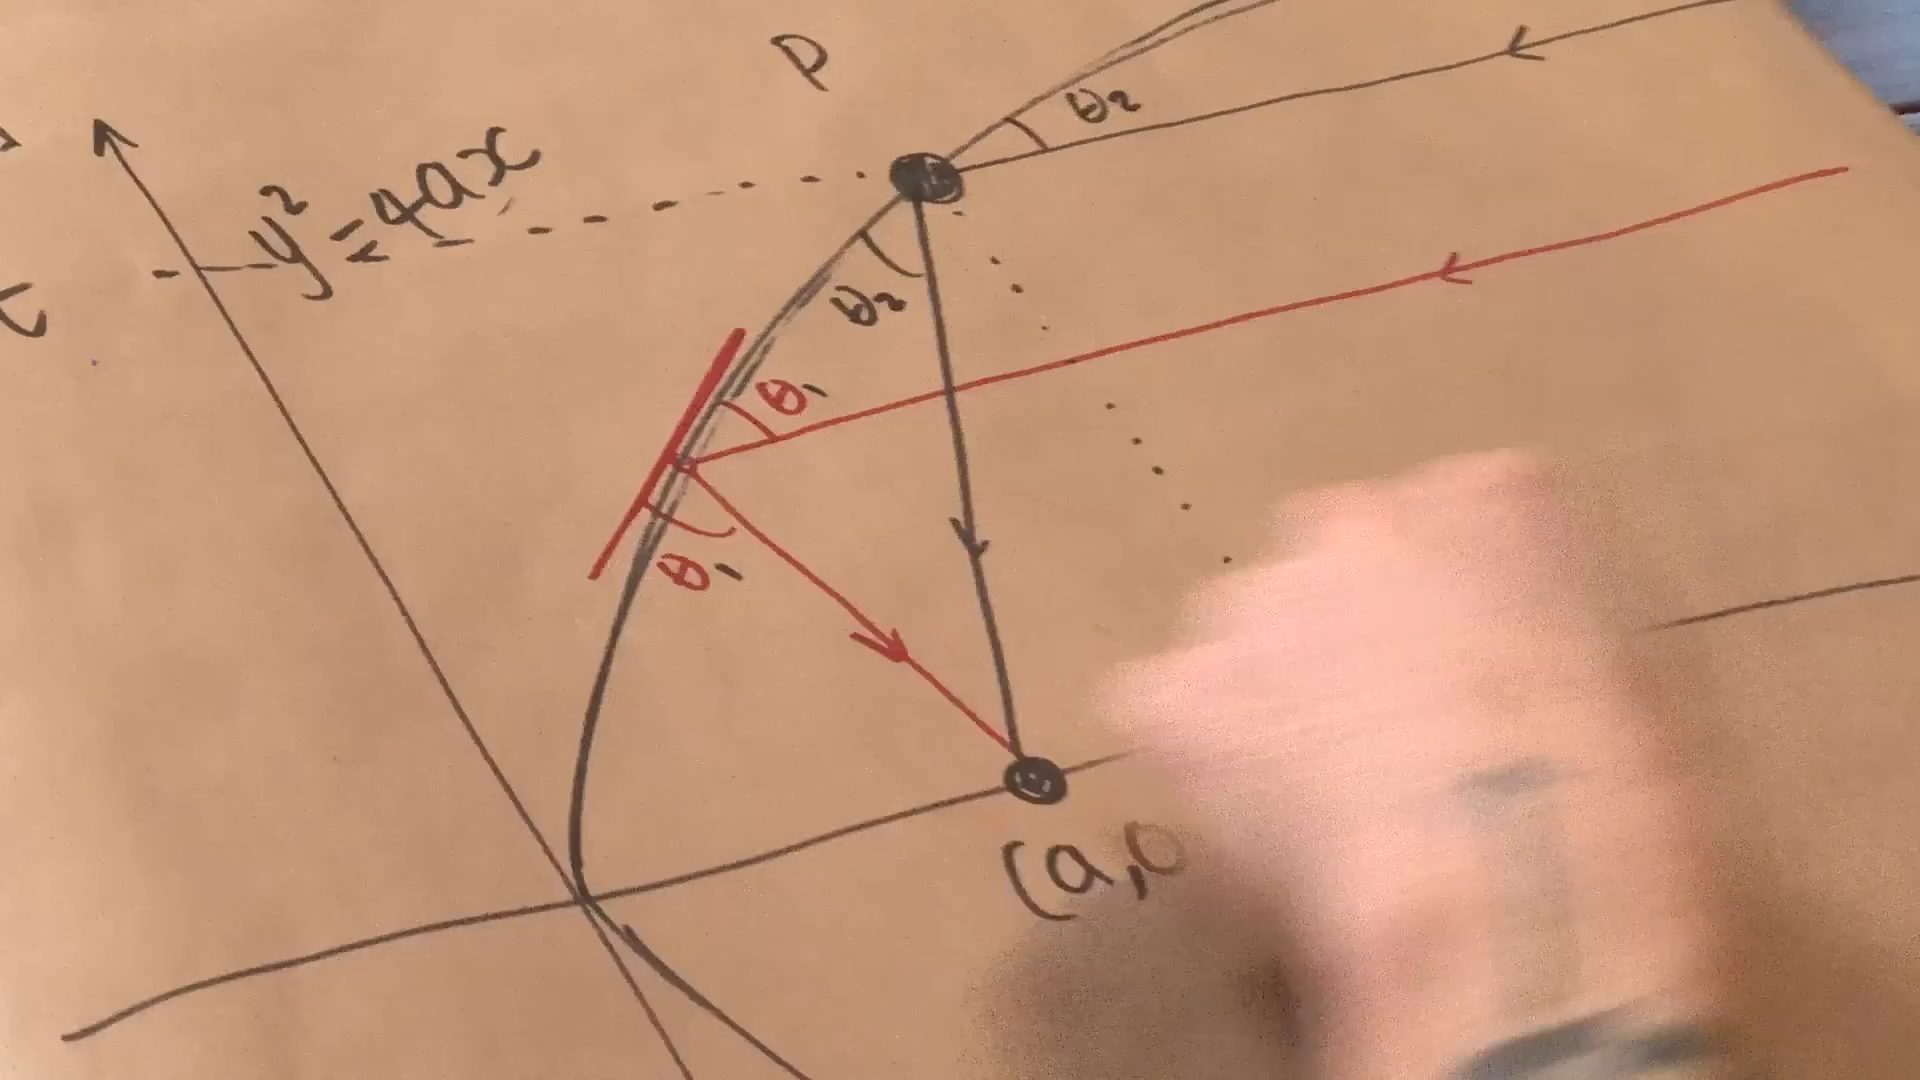 P
θ₂
y² = 4ax
θ₂
θ₁
θ₁
(a,0